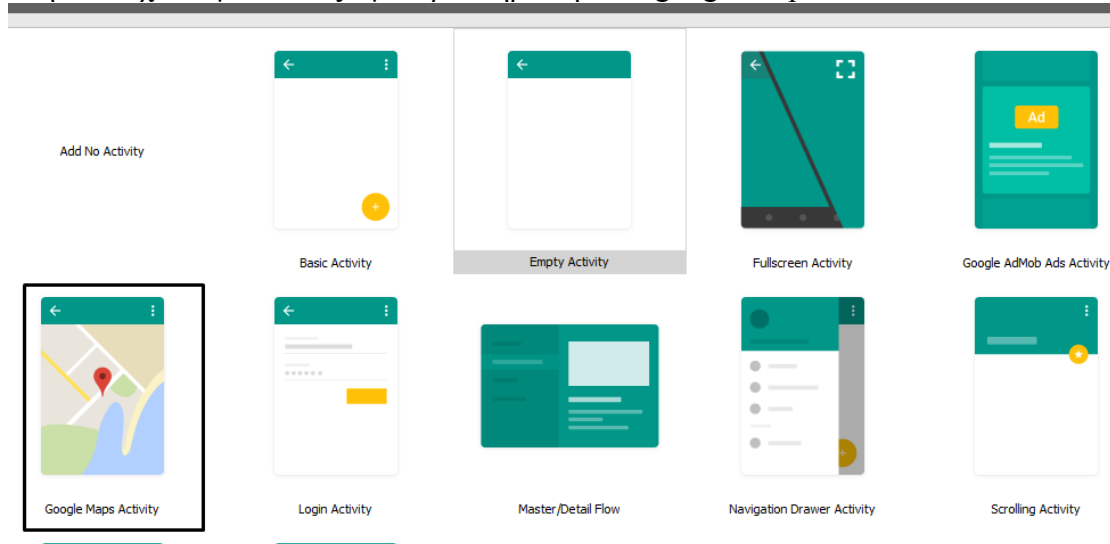 Add No Activity
Basic Activity
Empty Activity
Fullscreen Activity
Ad
Google AdMob Ads Activity
Google Maps Activity
Login Activity
Master/Detail Flow
Navigation Drawer Activity
Scrolling Activity